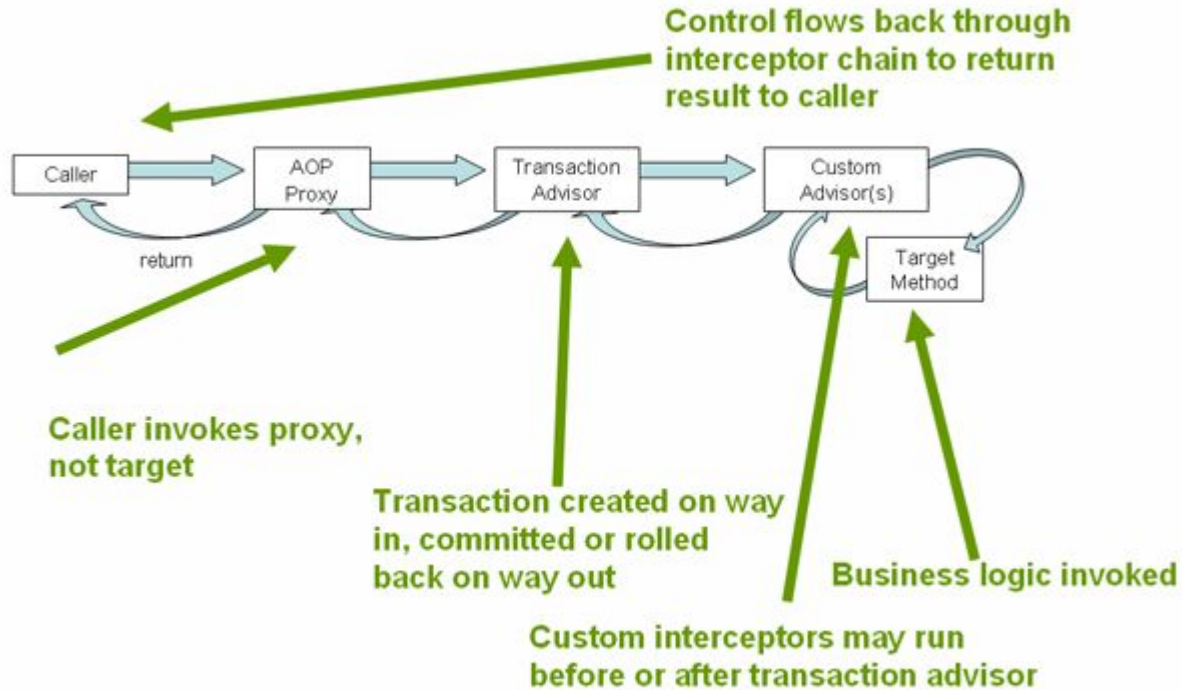 Control flows back through
interceptor chain to return
result to caller
Caller
AOP
Proxy
Transaction
Advisor
Custom
Advisor(s)
return
Target
Method
Caller invokes proxy,
not target
Transaction created on way
in, committed or rolled
back on way out
Business logic invoked
Custom interceptors may run
before or after transaction advisor